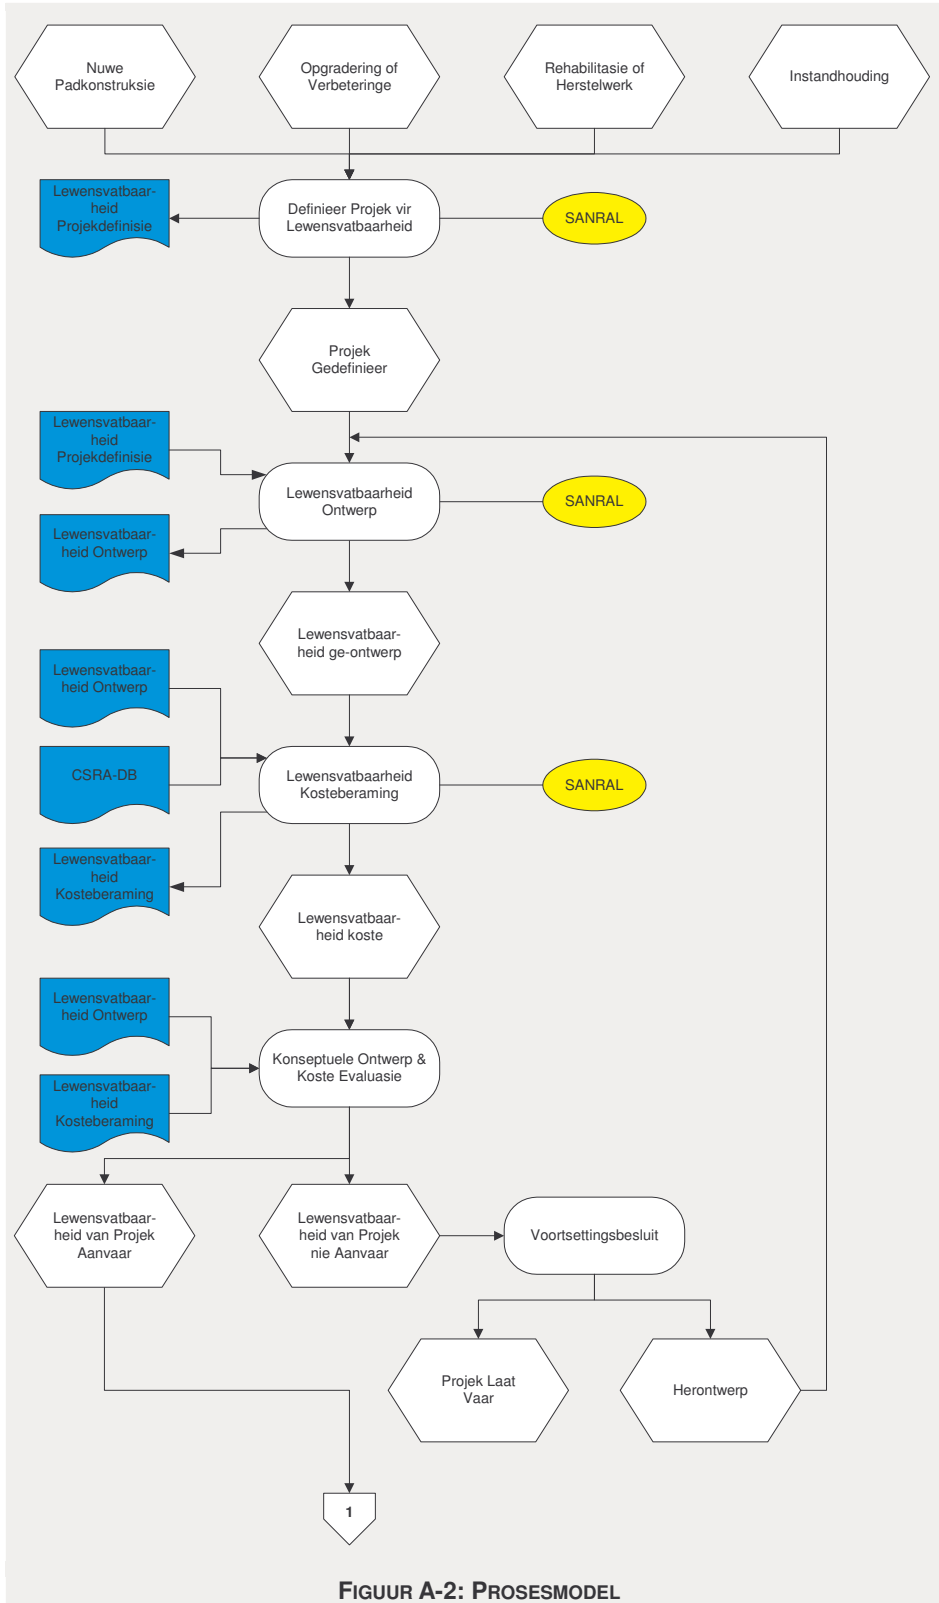 Nuwe
Padkonstruksie
Opgradering of
Verbeteringe
Rehabilitasie of
Herstelwerk
Instandhouding
Lewensvatbaar-
heid
Projekdefinisie
Definieer Projek vir
Lewensvatbaarheid
SANRAL
Projek
Gedefinieer
Lewensvatbaar-
heid
Projekdefinisie
Lewensvatbaarheid
Ontwerp
SANRAL
Lewensvatbaar-
heid Ontwerp
Lewensvatbaar-
heid ge-ontwerp
Lewensvatbaar-
heid Ontwerp
CSRA-DB
Lewensvatbaarheid
Kosteberaming
SANRAL
Lewensvatbaar-
heid
Kosteberaming
Lewensvatbaar-
heid koste
Lewensvatbaar-
heid Ontwerp
Konseptuele Ontwerp &
Koste Evaluasie
Lewensvatbaar-
heid
Kosteberaming
Lewensvatbaar-
heid van Projek
Aanvaar
Lewensvatbaar-
heid van Projek
nie Aanvaar
Voortsettingsbesluit
Projek Laat
Vaar
Herontwerp
1
FIGUUR A-2: PROSESMODEL